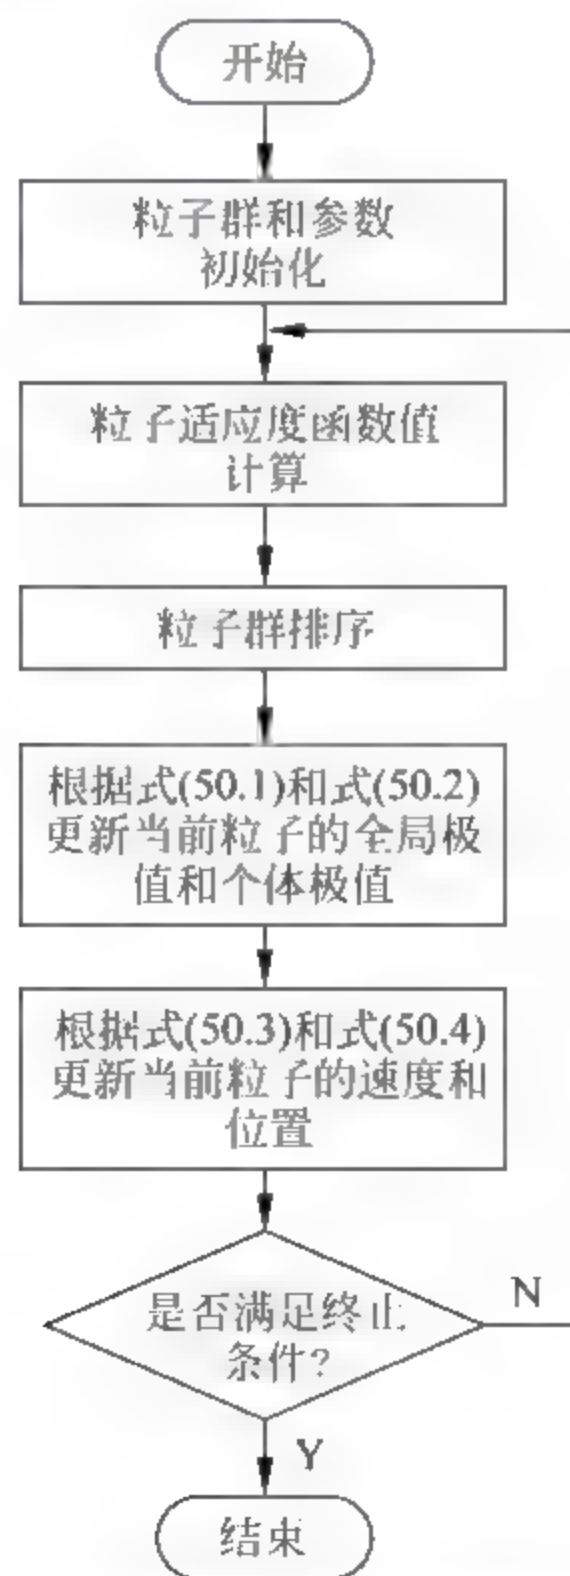 开始
粒子群和参数
初始化
粒子适应度函数值
计算
粒子群排序
根据式(50.1)和式(50.2)
更新当前粒子的全局极
值和个体极值
根据式(50.3)和式(50.4)
更新当前粒子的速度和
位置
是否满足终止
条件?
N
Y
结束